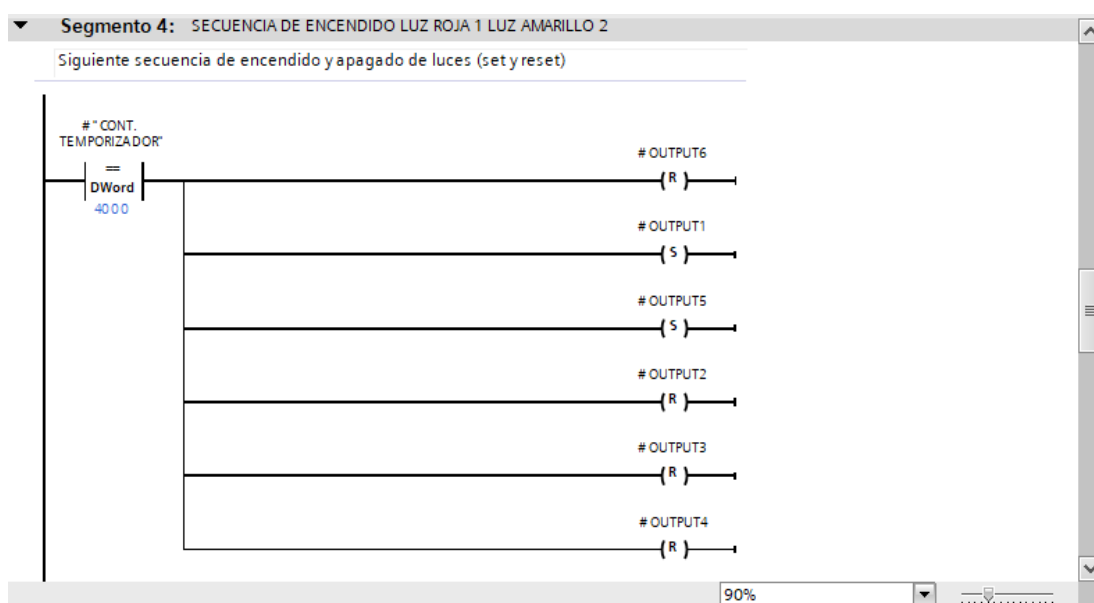 Segmento 4: SECUENCIA DE ENCENDIDO LUZ ROJA 1 LUZ AMARILLO 2
Siguiente secuencia de encendido y apagado de luces (set y reset)
#"CONT.
TEMPORIZADOR"
==
DWord
4000
#OUTPUT6
R
#OUTPUT1
S
#OUTPUT5
S
#OUTPUT2
R
#OUTPUT3
R
#OUTPUT4
R
90%